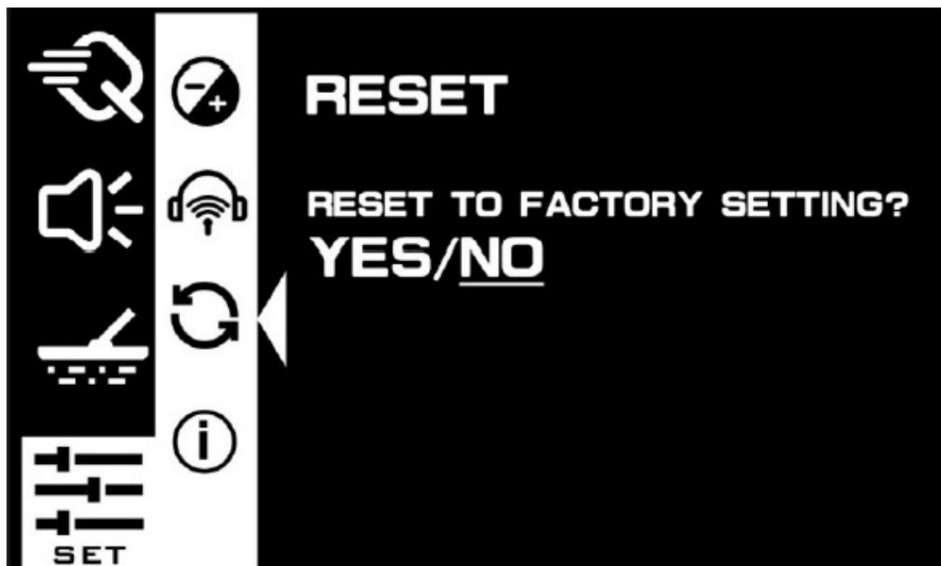 RESET
RESET TO FACTORY SETTING?
YES/NO
SET